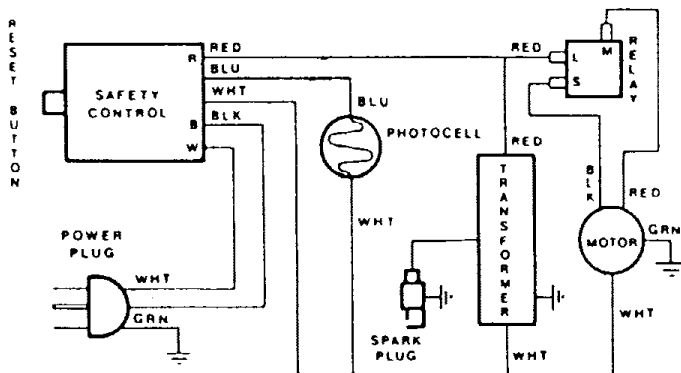 RESET BUTTON
SAFETY CONTROL
R
B
W
RED
BLU
WHT
BLK
BLU
PHOTOCELL
WHT
RED
L
M
S
RELAY
RED
TRANSFORMER
BLK
RED
MOTOR
GRN
WHT
POWER PLUG
WHT
GRN
SPARK PLUG
WHT